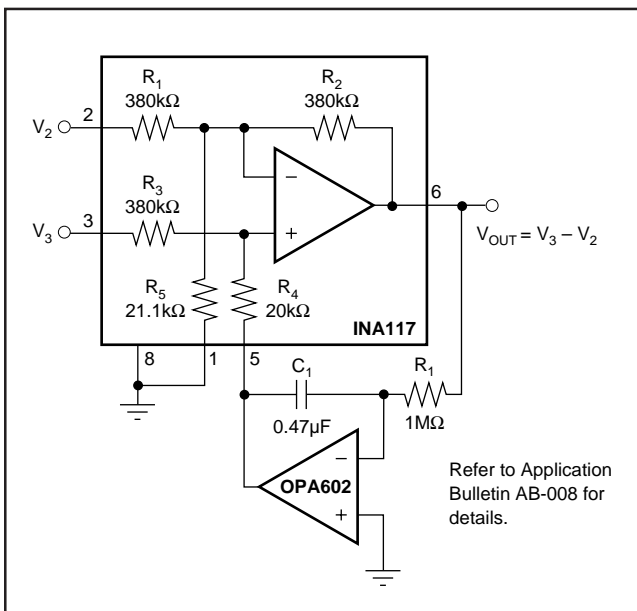 R1
380kΩ
R2
380kΩ
V2
2
R3
380kΩ
6
V3
3
VOUT = V3 – V2
–
+
R5
21.1kΩ
R4
20kΩ
INA117
8
1
5
C1
0.47µF
R1
1MΩ
–
OPA602
+
Refer to Application
Bulletin AB-008 for
details.